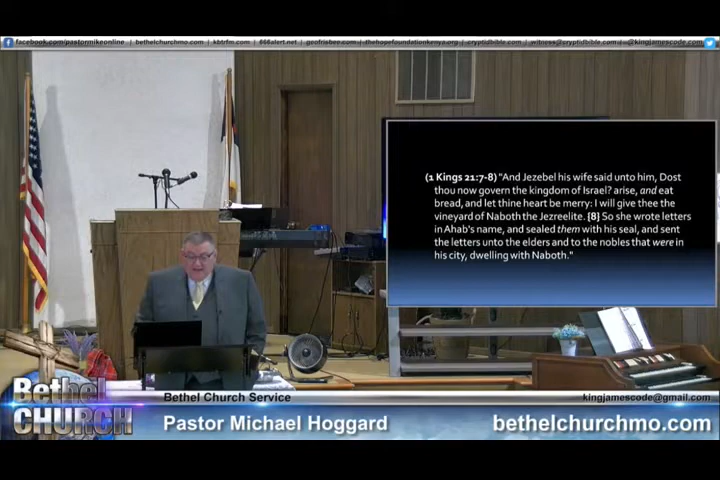 facebook.com/pastormikeonline | bethelchurchmo.com | kbtrfm.com | 666alert.net | geofrisbee.com | thehopefoundationkenya.org | crypticbible.com | witness@crypticbible.com | @kingjamescode.com
(1 Kings 21:7-8) "And Jezebel his wife said unto him, Dost
thou now govern the kingdom of Israel? arise, and eat
bread, and let thine heart be merry: I will give thee the
vineyard of Naboth the Jezreelite. [8] So she wrote letters
in Ahab's name, and sealed them with his seal, and sent
the letters unto the elders and to the nobles that were in
his city, dwelling with Naboth."
Bethel
CHURCH
Bethel Church Service
kingjamescode@gmail.com
Pastor Michael Hoggard
bethelchurchmo.com